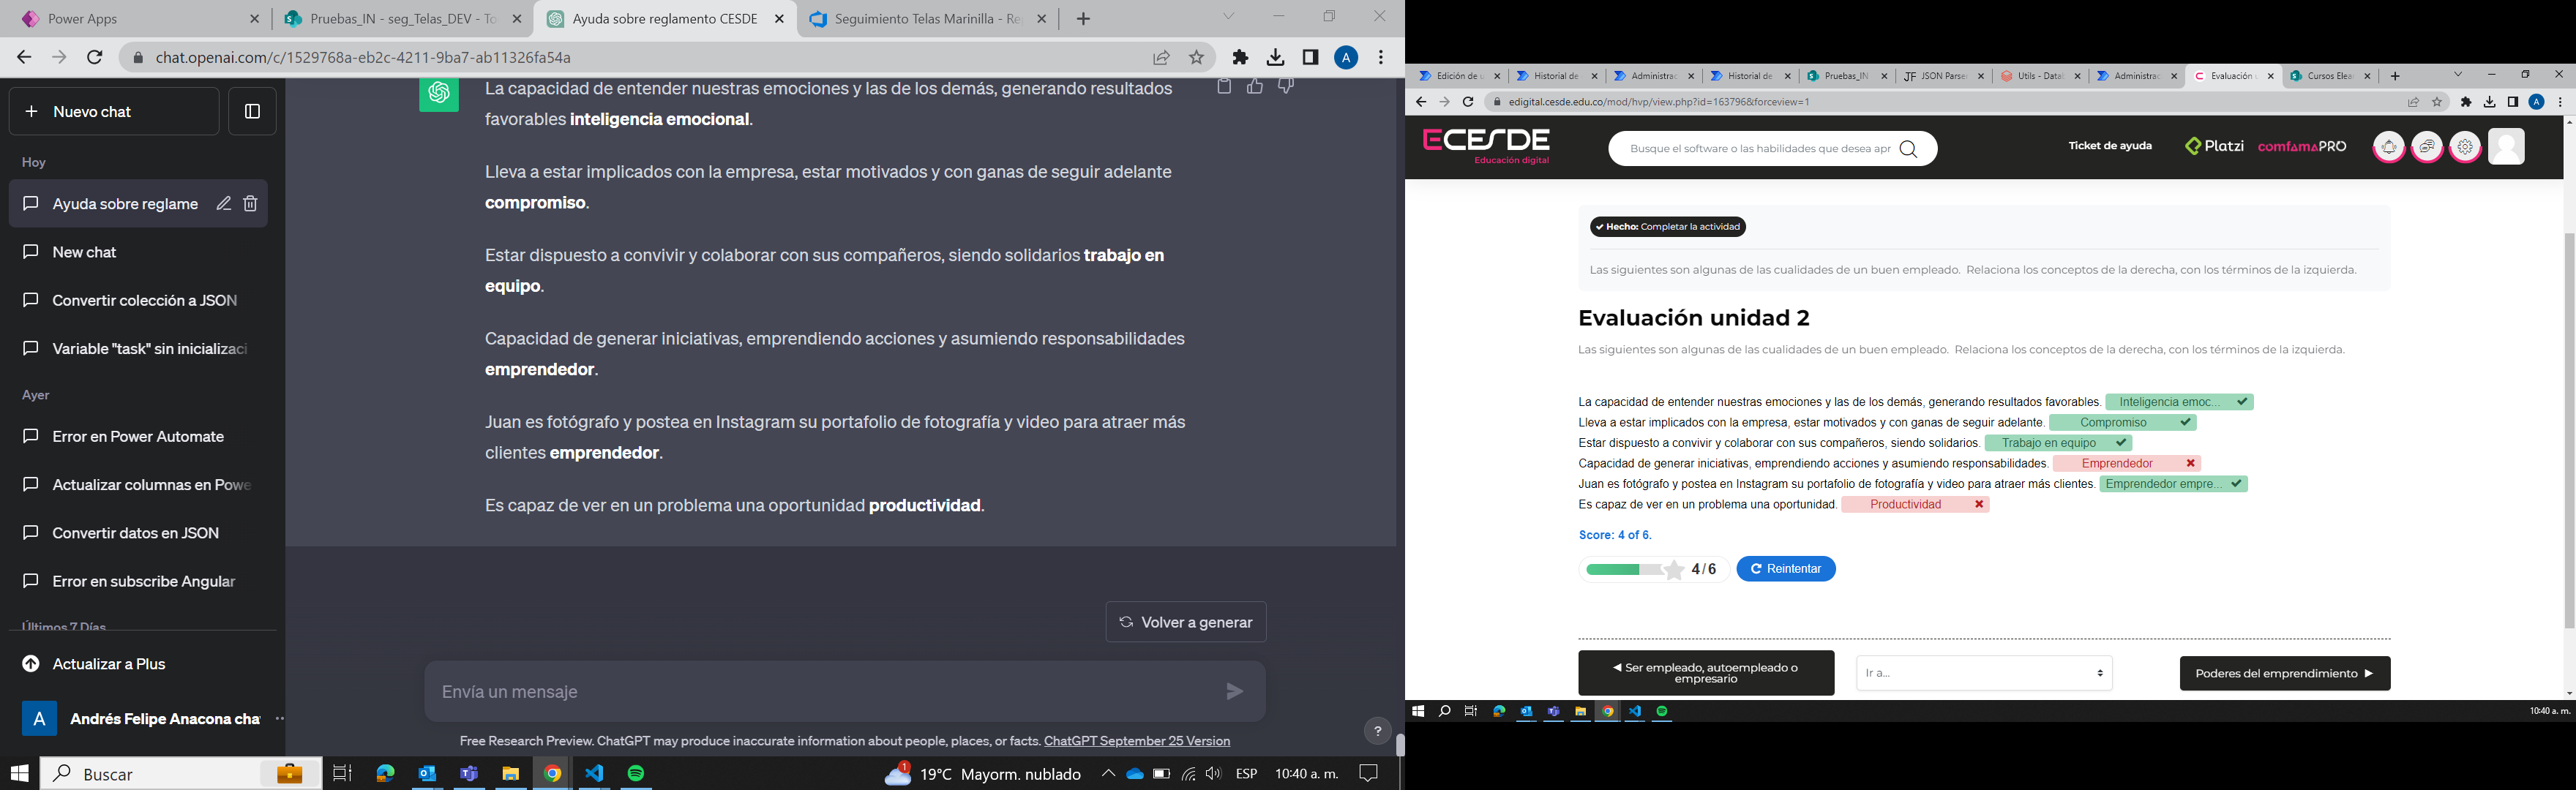 Power Apps
Pruebas_IN - seg_Telas_DEV - To
Ayuda sobre reglamento CESDE
Seguimiento Telas Marinilla - Re
chat.openai.com/c/1529768a-eb2c-4211-9ba7-ab11326fa54a
A
Nuevo chat
Hoy
Ayuda sobre reglame
New chat
Convertir colección a JSON
Variable "task" sin inicializaci
Ayer
Error en Power Automate
Actualizar columnas en Powe
Convertir datos en JSON
Error en subscribe Angular
Últimos 7 Días
Actualizar a Plus
A
Andrés Felipe Anacona cha
La capacidad de entender nuestras emociones y las de los demás, generando resultados
favorables inteligencia emocional.
Lleva a estar implicados con la empresa, estar motivados y con ganas de seguir adelante
compromiso.
Estar dispuesto a convivir y colaborar con sus compañeros, siendo solidarios trabajo en
equipo.
Capacidad de generar iniciativas, emprendiendo acciones y asumiendo responsabilidades
emprendedor.
Juan es fotógrafo y postea en Instagram su portafolio de fotografía y video para atraer más
clientes emprendedor.
Es capaz de ver en un problema una oportunidad productividad.
Volver a generar
Envía un mensaje
?
Free Research Preview. ChatGPT may produce inaccurate information about people, places, or facts. ChatGPT September 25 Version
Buscar
1
19°C Mayorm. nublado
ESP
10:40 a. m.
Edición de u
Historial de
Administrac
Historial de
Pruebas_IN
JF JSON Parser
Utils - Datal
Administrac
Evaluación u
Cursos Elea
edigital.cesde.edu.co/mod/hvp/view.php?id=163796&forceview=1
A
ECESDE
Educación digital
Busque el software o las habilidades que desea apr
Ticket de ayuda
Platzi
comfamaPRO
Hecho: Completar la actividad
Las siguientes son algunas de las cualidades de un buen empleado. Relaciona los conceptos de la derecha, con los términos de la izquierda.
Evaluación unidad 2
Las siguientes son algunas de las cualidades de un buen empleado. Relaciona los conceptos de la derecha, con los términos de la izquierda.
La capacidad de entender nuestras emociones y las de los demás, generando resultados favorables. Inteligencia emoc...
Lleva a estar implicados con la empresa, estar motivados y con ganas de seguir adelante. Compromiso
Estar dispuesto a convivir y colaborar con sus compañeros, siendo solidarios. Trabajo en equipo
Capacidad de generar iniciativas, emprendiendo acciones y asumiendo responsabilidades. Emprendedor
Juan es fotógrafo y postea en Instagram su portafolio de fotografía y video para atraer más clientes. Emprendedor empre...
Es capaz de ver en un problema una oportunidad. Productividad
Score: 4 of 6.
4/6
Reintentar
Ser empleado, autoempleado o
empresario
Ir a...
Poderes del emprendimiento
10:40 a. m.